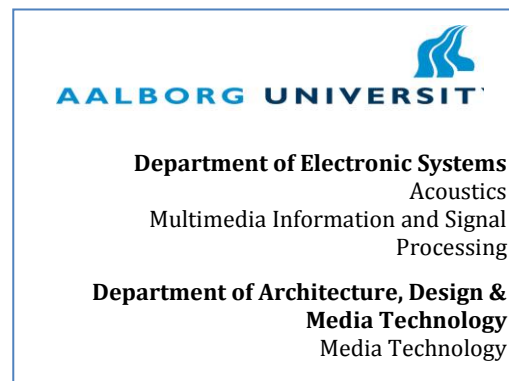 AALBORG UNIVERSIT
Department of Electronic Systems
Acoustics
Multimedia Information and Signal
Processing
Department of Architecture, Design &
Media Technology
Media Technology